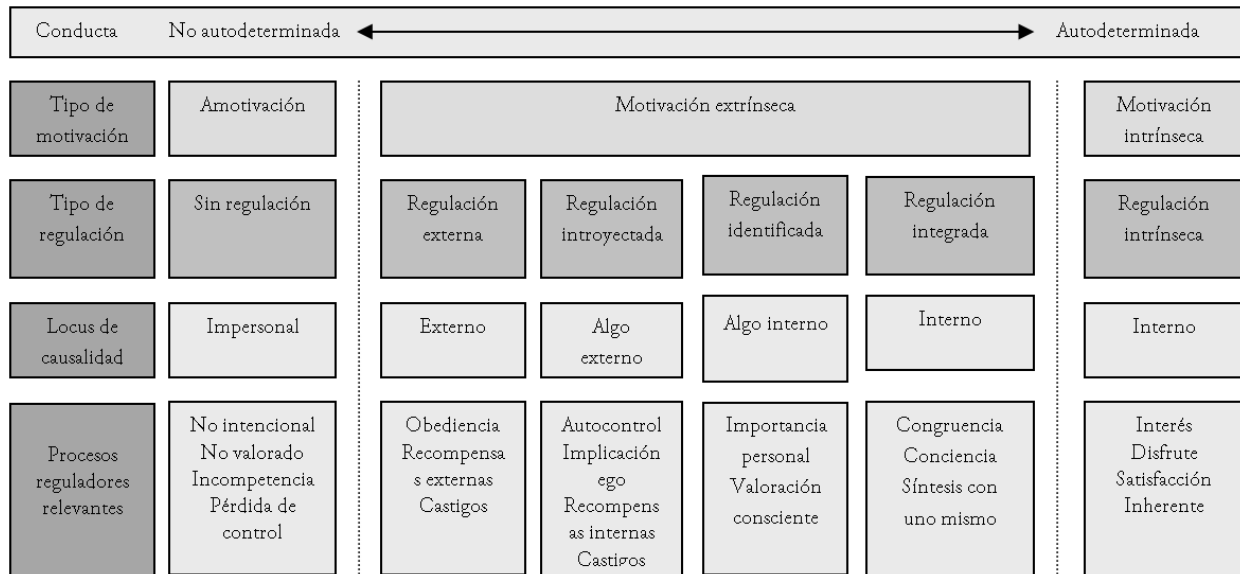 Conducta No autodeterminada Autodeterminada
Tipo de
motivación
Amotivación
Motivación extrínseca
Motivación
intrínseca
Tipo de
regulación
Sin regulación
Regulación
externa
Regulación
introyectada
Regulación
identificada
Regulación
integrada
Regulación
intrínseca
Locus de
causalidad
Impersonal
Externo
Algo
externo
Algo interno
Interno
Interno
Procesos
reguladores
relevantes
No intencional
No valorado
Incompetencia
Pérdida de
control
Obediencia
Recompensa
s externas
Castigos
Autocontrol
Implicación
ego
Recompens
as internas
Castigos
Importancia
personal
Valoración
consciente
Congruencia
Conciencia
Síntesis con
uno mismo
Interés
Disfrute
Satisfacción
Inherente